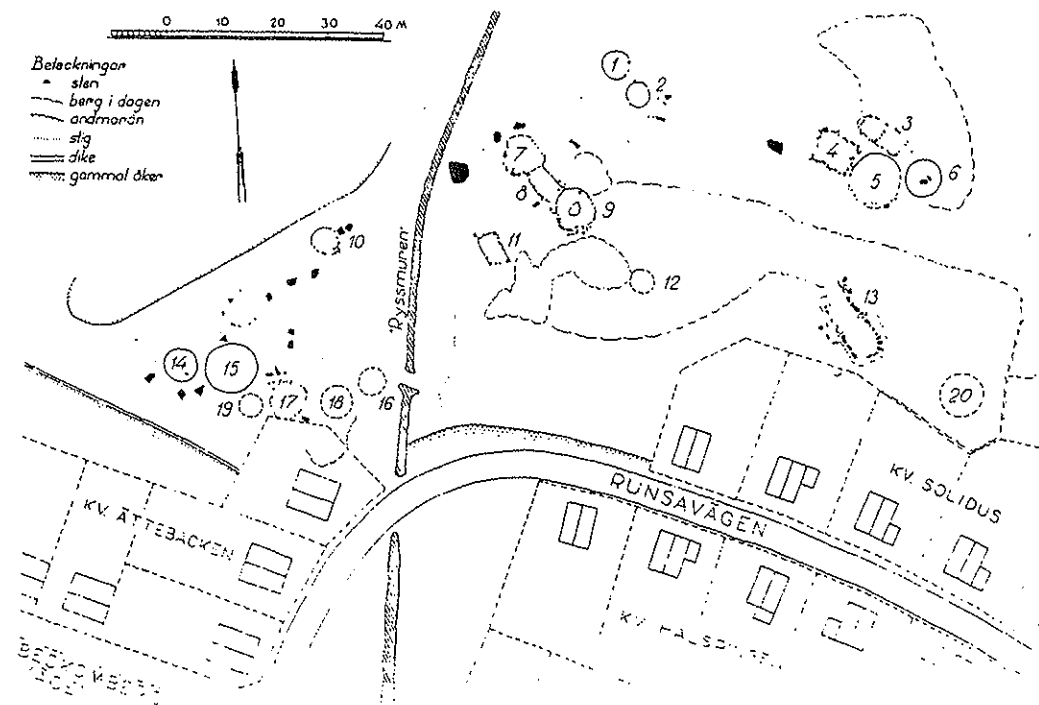 0 10 20 30 40 M
Beteckningar
sten
berg i dagen
ändmorän
stig
dike
gammal åker
1
2
3
4
5
6
7
8
9
10
11
12
13
14
15
16
17
18
19
20
"Ryssmuren"
RUNSAVÄGEN
KV. SOLIDUS
KV. ÄTTEBACKEN
KV.